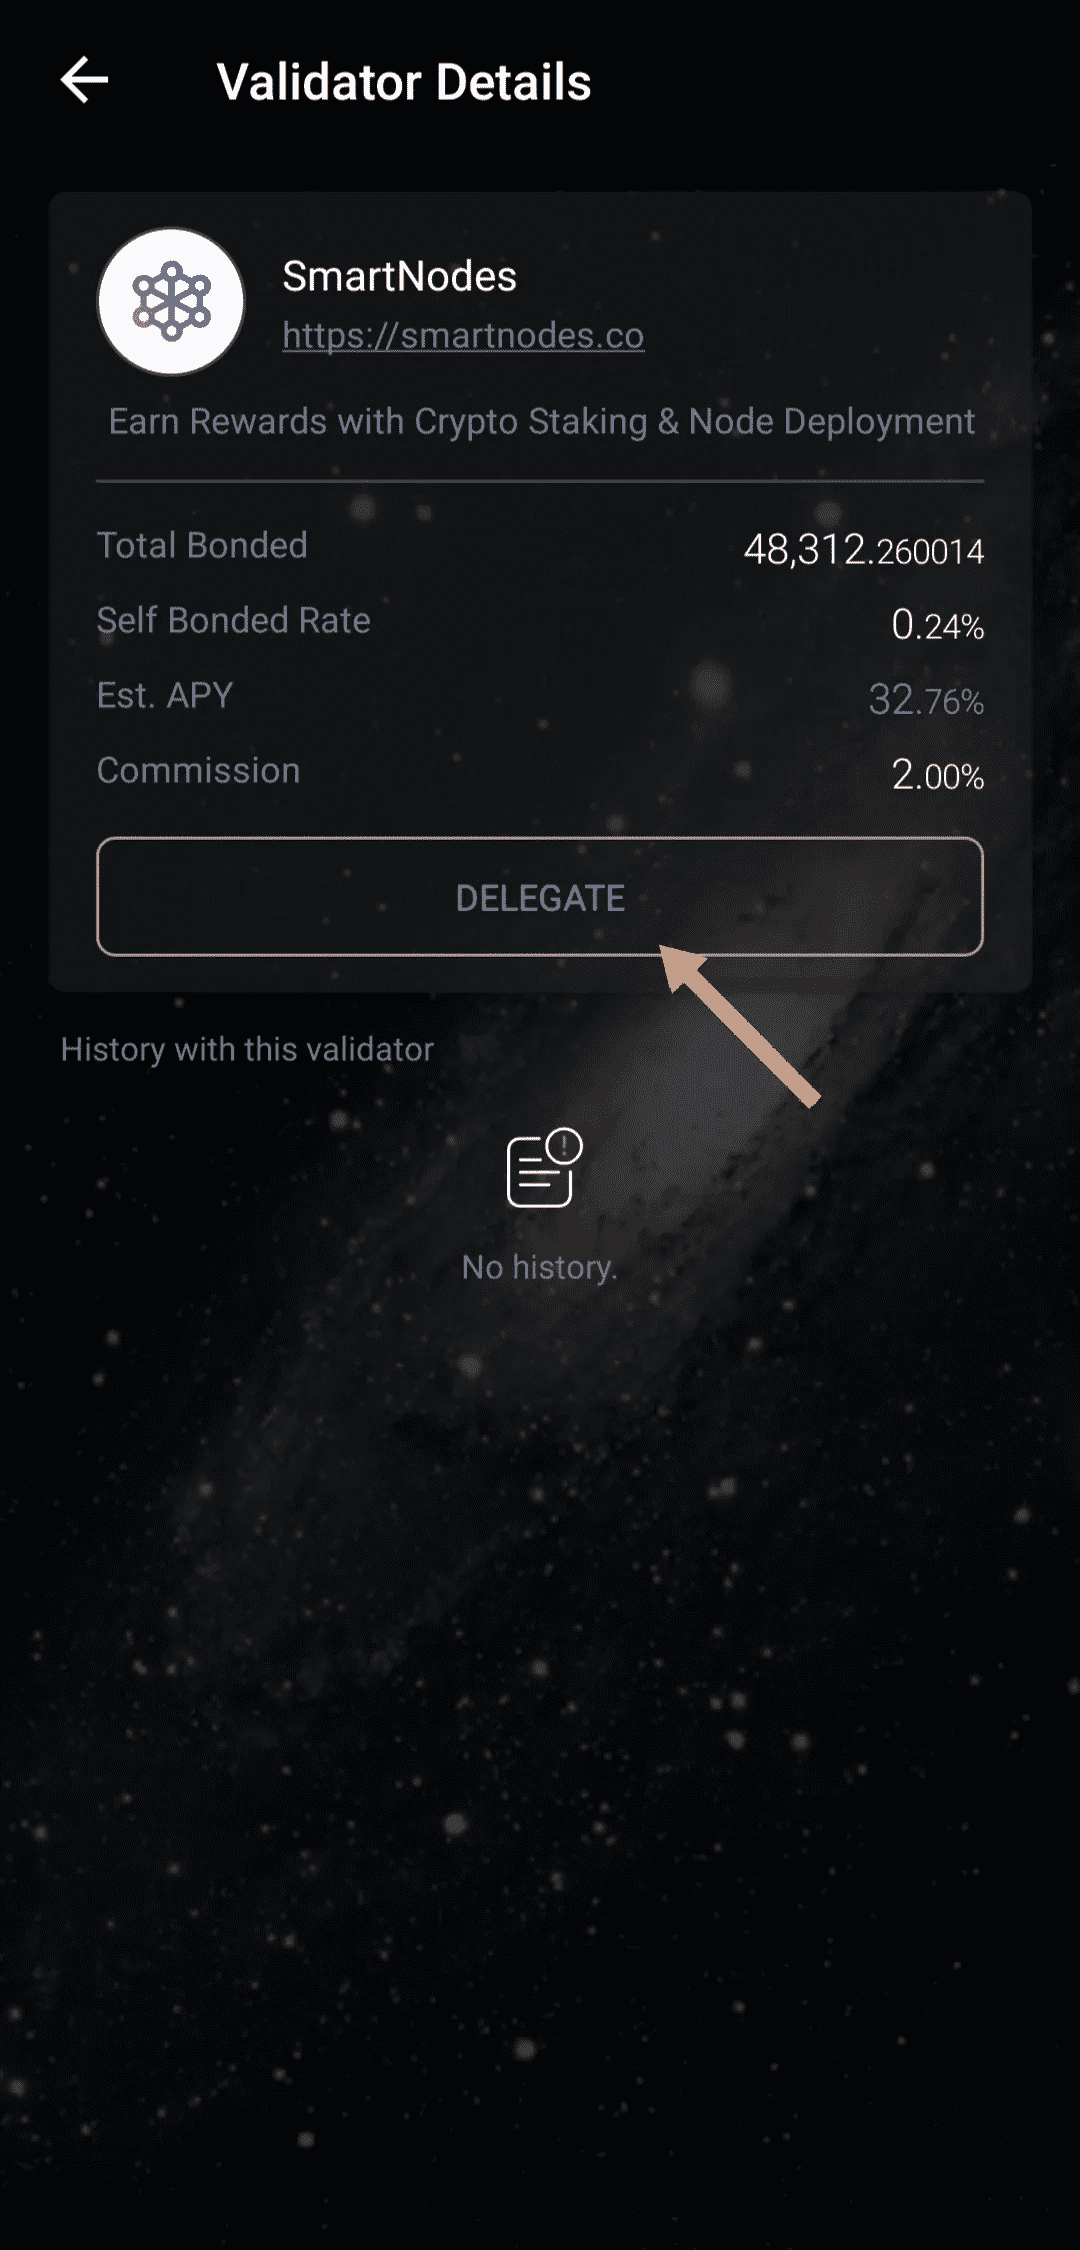 Validator Details
SmartNodes
https://smartnodes.co
Earn Rewards with Crypto Staking & Node Deployment
Total Bonded 48,312.260014
Self Bonded Rate 0.24%
Est. APY 32.76%
Commission 2.00%
DELEGATE
History with this validator
No history.